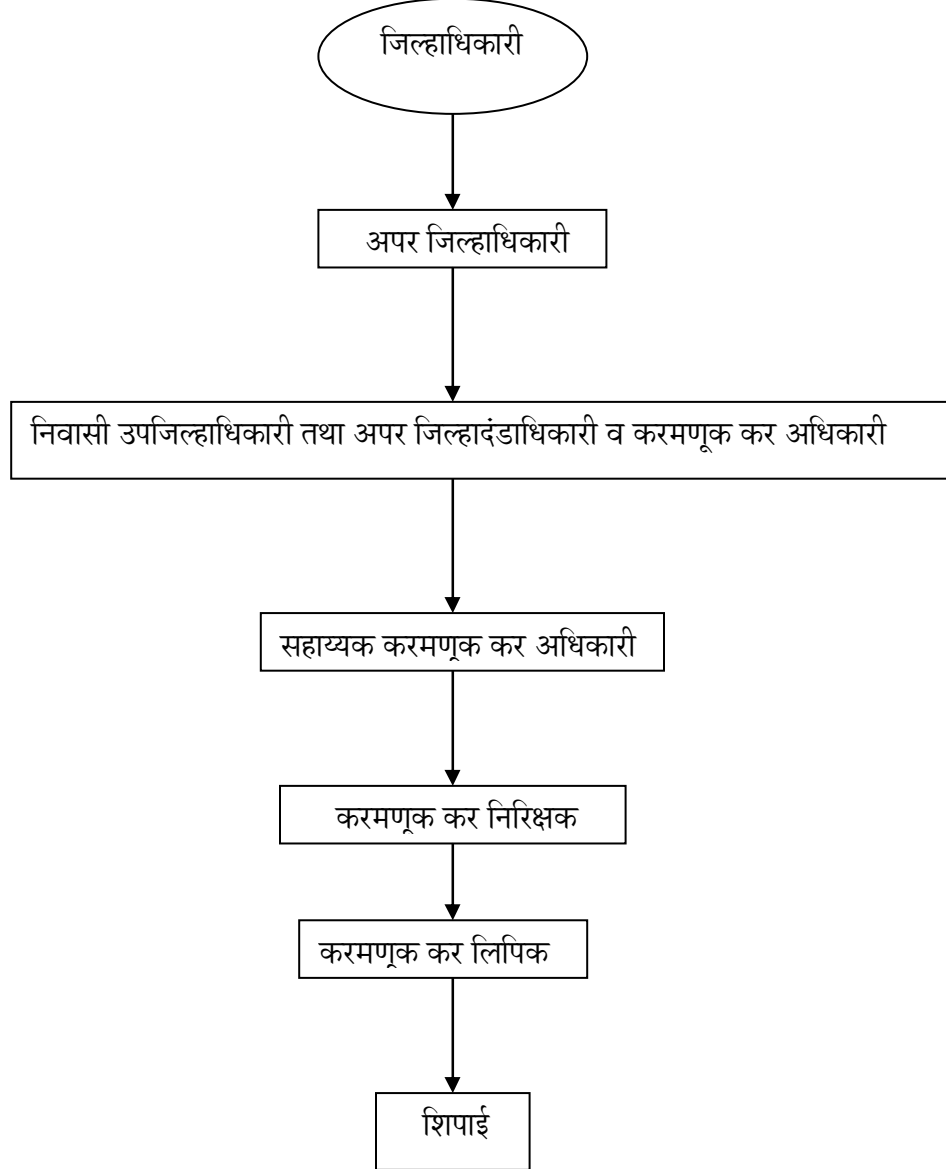 जिल्हाधिकारी
अपर जिल्हाधिकारी
निवासी उपजिल्हाधिकारी तथा अपर जिल्हादंडाधिकारी व करमणूक कर अधिकारी
सहाय्यक करमणूक कर अधिकारी
करमणूक कर निरिक्षक
करमणूक कर लिपिक
शिपाई